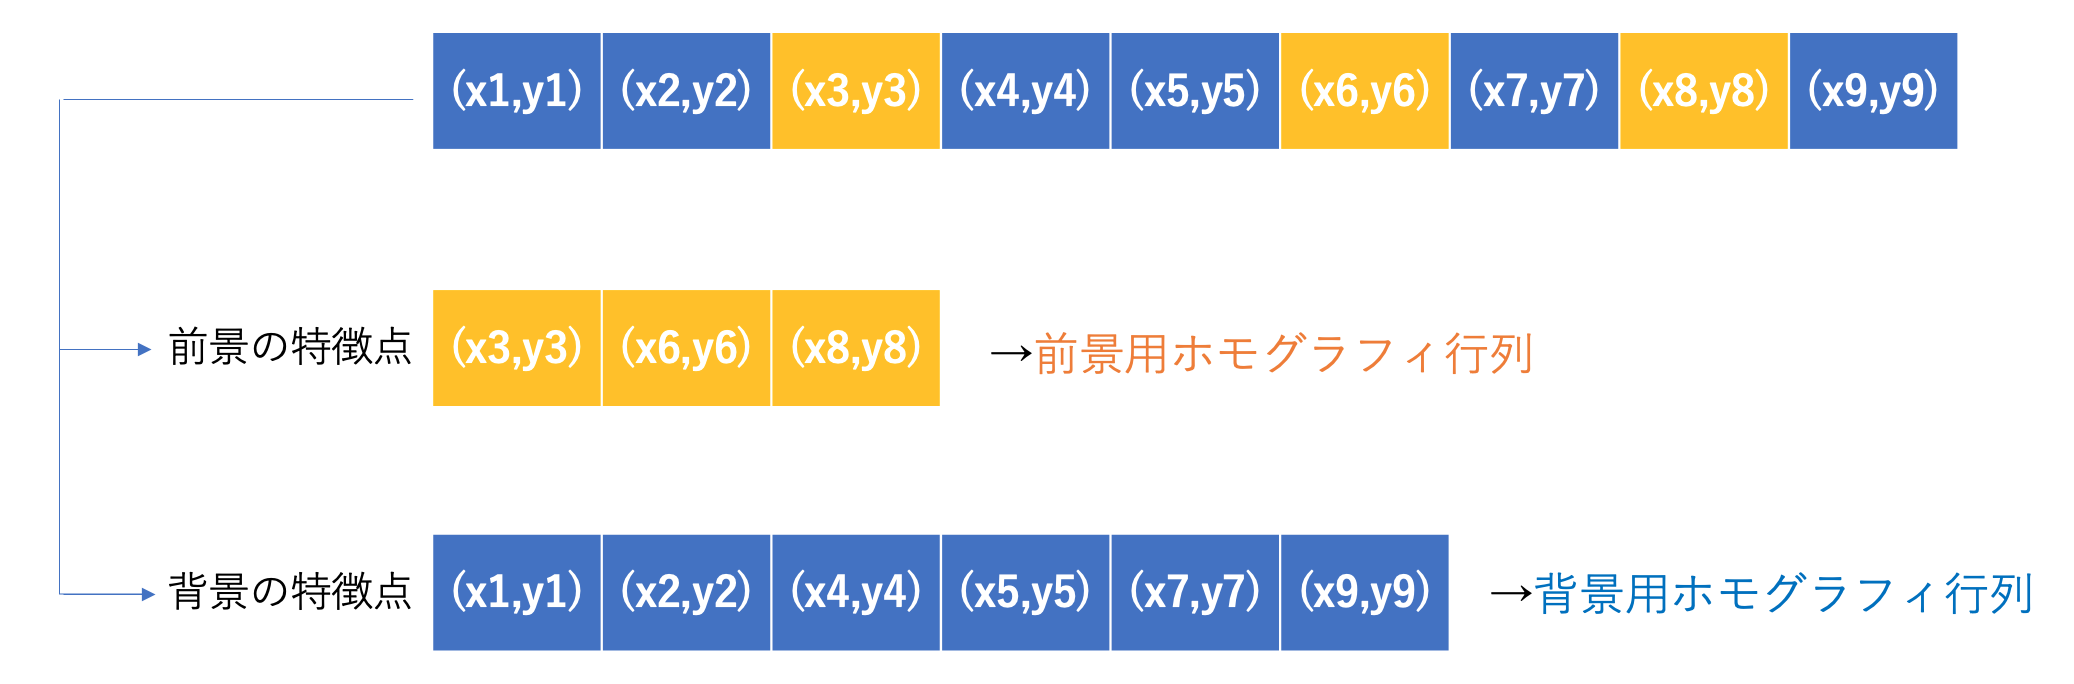 (x1,y1) (x2,y2) (x3,y3) (x4,y4) (x5,y5) (x6,y6) (x7,y7) (x8,y8) (x9,y9)
前景の特徴点 (x3,y3) (x6,y6) (x8,y8) →前景用ホモグラフィ行列
背景の特徴点 (x1,y1) (x2,y2) (x4,y4) (x5,y5) (x7,y7) (x9,y9) →背景用ホモグラフィ行列